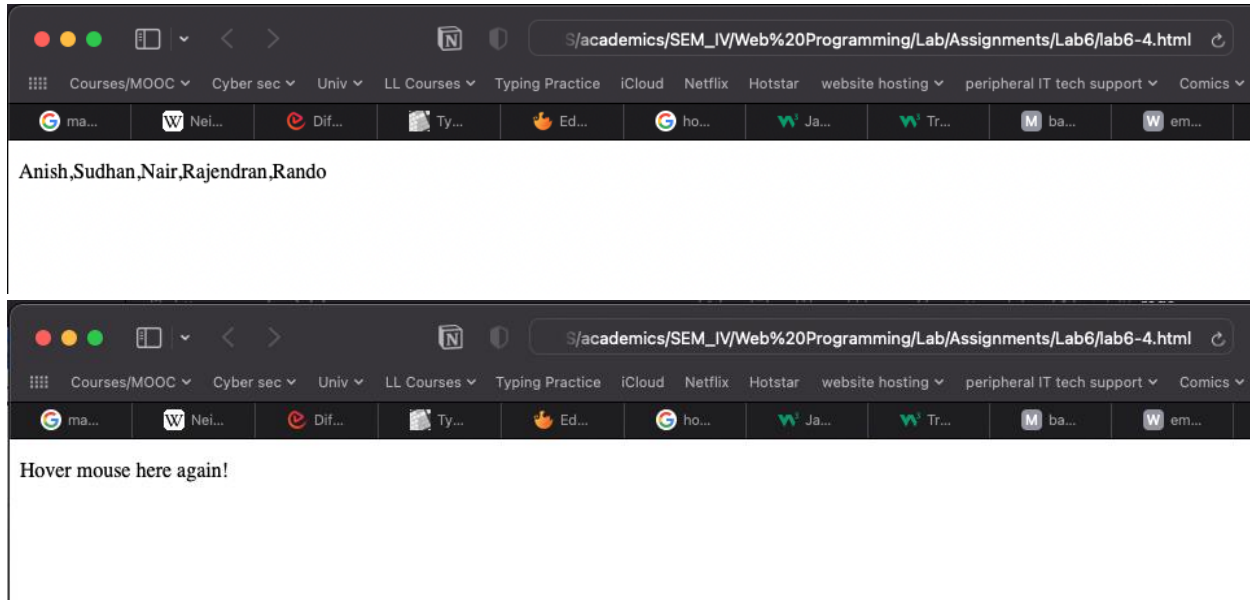 S/academics/SEM_IV/Web%20Programming/Lab/Assignments/Lab6/lab6-4.html
Courses/MOOC Cyber sec Univ LL Courses Typing Practice iCloud Netflix Hotstar website hosting peripheral IT tech support Comics
ma... W Nei... Dif... Ty... Ed... G ho... Ja... Tr... M ba... W em...
Anish,Sudhan,Nair,Rajendran,Rando
S/academics/SEM_IV/Web%20Programming/Lab/Assignments/Lab6/lab6-4.html
Courses/MOOC Cyber sec Univ LL Courses Typing Practice iCloud Netflix Hotstar website hosting peripheral IT tech support Comics
ma... W Nei... Dif... Ty... Ed... G ho... Ja... Tr... M ba... W em...
Hover mouse here again!